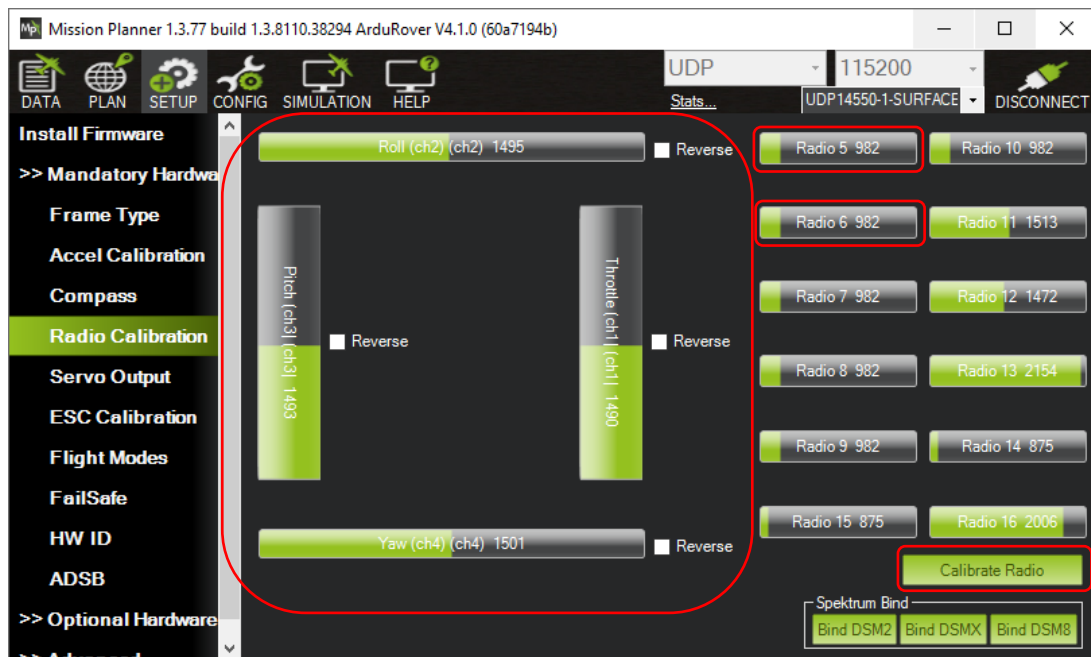 Mission Planner 1.3.77 build 1.3.8110.38294 ArduRover V4.1.0 (60a7194b)
DATA PLAN SETUP CONFIG SIMULATION HELP
UDP 115200
Stats... UDP14550-1-SURFACE DISCONNECT
Install Firmware
>> Mandatory Hardwa
Frame Type
Accel Calibration
Compass
Radio Calibration
Servo Output
ESC Calibration
Flight Modes
FailSafe
HW ID
ADSB
>> Optional Hardware
>> Advanced
Roll (ch2) (ch2) 1495
Reverse
Pitch (ch3| (ch3| 1493
Reverse
Throttle (ch1| (ch1| 1490
Reverse
Yaw (ch4) (ch4) 1501
Reverse
Radio 5 982
Radio 10 982
Radio 6 982
Radio 11 1513
Radio 7 982
Radio 12 1472
Radio 8 982
Radio 13 2154
Radio 9 982
Radio 14 875
Radio 15 875
Radio 16 2006
Calibrate Radio
Spektrum Bind
Bind DSM2 Bind DSMX Bind DSM8